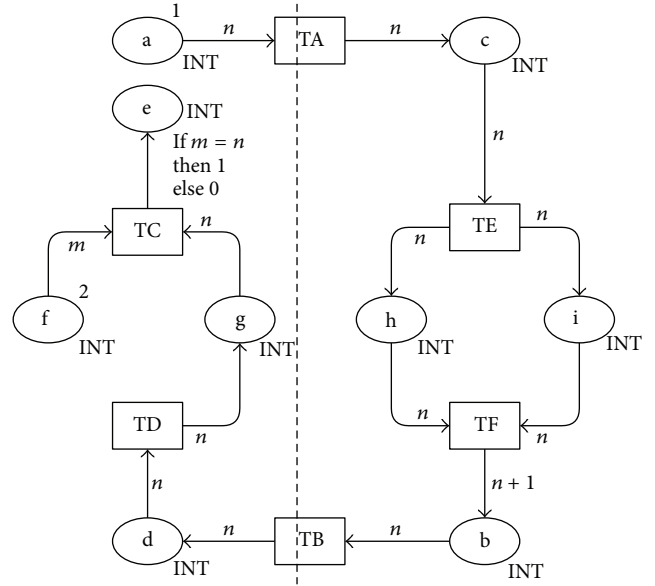 1
a n TA n c
INT INT
e INT
If m = n
then 1
else 0
n
TC n TE n
m n
2
f g h i
INT INT INT INT
TD n TF n
n
n n + 1
d n TB n b
INT INT